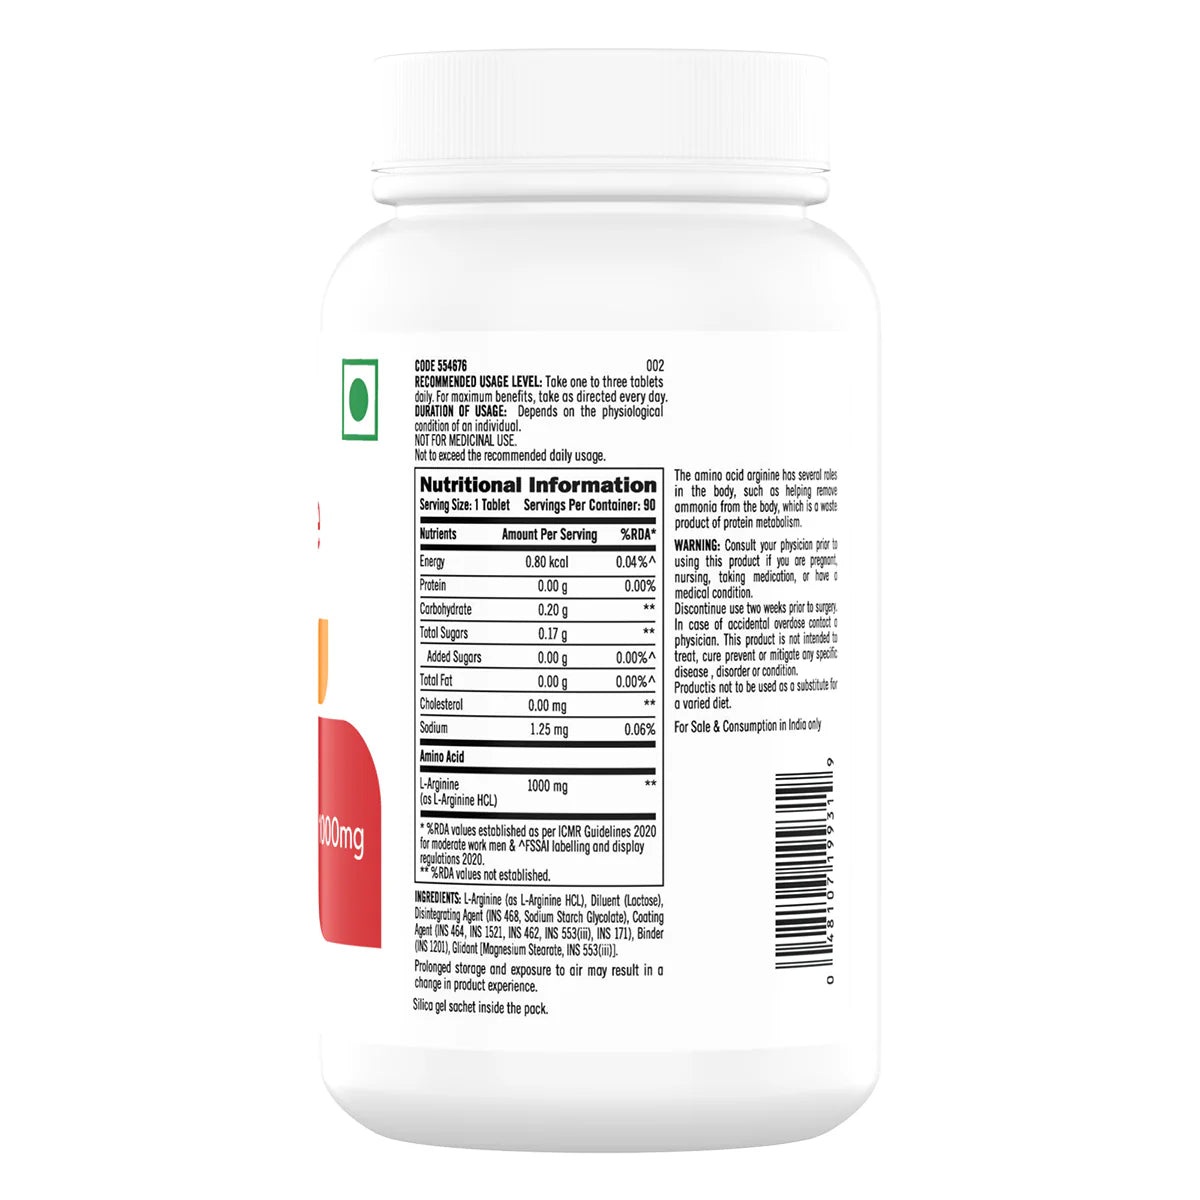 CODE 554676 002
RECOMMENDED USAGE LEVEL: Take one to three tablets
daily. For maximum benefits, take as directed every day.
DURATION OF USAGE: Depends on the physiological
condition of an individual.
NOT FOR MEDICINAL USE.
Not to exceed the recommended daily usage.
Nutritional Information
Serving Size: 1 Tablet Servings Per Container: 90
Nutrients Amount Per Serving %RDA*
Energy 0.80 kcal 0.04%^
Protein 0.00 g 0.00%
Carbohydrate 0.20 g **
Total Sugars 0.17 g **
Added Sugars 0.00 g 0.00%^
Total Fat 0.00 g 0.00%^
Cholesterol 0.00 mg **
Sodium 1.25 mg 0.06%
Amino Acid
L-Arginine 1000 mg **
(as L-Arginine HCL)
* %RDA values established as per ICMR Guidelines 2020
for moderate work men & ^FSSAI labelling and display
regulations 2020.
** %RDA values not established.
INGREDIENTS: L-Arginine (as L-Arginine HCL), Diluent (Lactose),
Disintegrating Agent (INS 468, Sodium Starch Glycolate), Coating
Agent (INS 464, INS 1521, INS 462, INS 553(iii), INS 171), Binder
(INS 1201), Glidant [Magnesium Stearate, INS 553(iii)].
Prolonged storage and exposure to air may result in a
change in product experience.
Silica gel sachet inside the pack.
The amino acid arginine has several roles
in the body, such as helping remove
ammonia from the body, which is a waste
product of protein metabolism.
WARNING: Consult your physician prior to
using this product if you are pregnant,
nursing, taking medication, or have a
medical condition.
Discontinue use two weeks prior to surgery.
In case of accidental overdose contact a
physician. This product is not intended to
treat, cure prevent or mitigate any specific
disease , disorder or condition.
Productis not to be used as a substitute for
a varied diet.
For Sale & Consumption in India only
0 48107 19931 9
e
1000mg